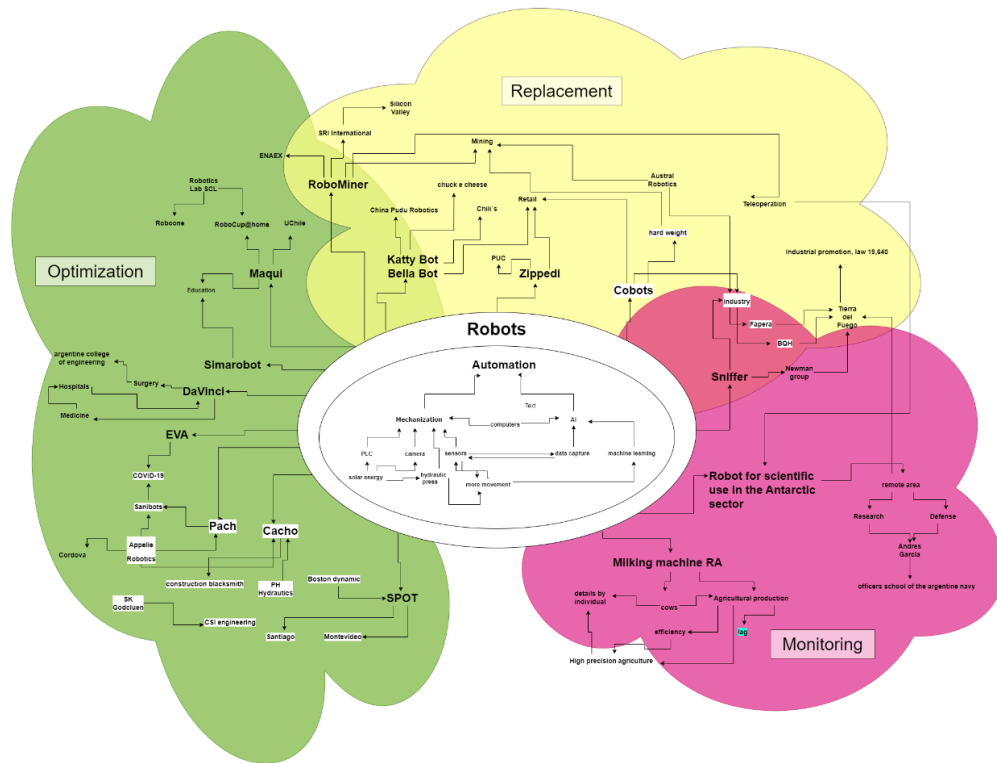 Replacement
Silicon
Valley
SRI International
Mining
ENAEX
RoboMiner
Robotics
Lab SCL
Roboone
RoboCup@home
UChile
chuck e cheese
China Pudu Robotics
Chili´s
Retail
Austral
Robotics
Teleoperation
hard weight
industrial promotion, law 19,640
Optimization
Maqui
Education
Katty Bot
Bella Bot
PUC
Zippedi
Cobots
Industry
Fapera
BQH
Tierra
del
Fuego
Robots
Automation
Text
Mechanization
computers
AI
PLC
camera
sensors
data capture
machine learning
solar energy
hydraulic
press
more movement
Simarobot
argentine college
of engineering
Surgery
Hospitals
DaVinci
Medicine
Sniffer
Newman
group
EVA
COVID-19
Sanibots
Pach
Cacho
Cordova
Appelie
Robotics
construction blacksmith
PH
Hydrautics
Boston dynamic
SPOT
SK
Godcluen
CSI engineering
Santiago
Montevideo
Robot for scientific
use in the Antarctic
sector
remote area
Research
Defense
Andres
Garcia
officers school of the argentine navy
Milking machine RA
details by
individual
cows
Agricultural production
efficiency
lag
High precision agriculture
Monitoring